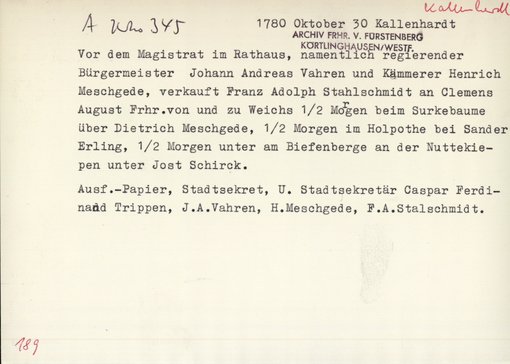 Kallenhardt
A Uk 345
1780 Oktober 30 Kallenhardt
ARCHIV FRHR. V. FÜRSTENBERG
KÖRTLINGHAUSEN/WESTF.
Vor dem Magistrat im Rathaus, namentlich regierender
Bürgermeister Johann Andreas Vahren und Kämmerer Henrich
Meschgede, verkauft Franz Adolph Stahlschmidt an Clemens
August Frhr.von und zu Weichs 1/2 Morgen beim Surkebaume
über Dietrich Meschgede, 1/2 Morgen im Holpothe bei Sander
Erling, 1/2 Morgen unter am Biefenberge an der Nuttekie-
pen unter Jost Schirck.
Ausf.-Papier, Stadtsekret, U. Stadtsekretär Caspar Ferdi-
nand Trippen, J.A.Vahren, H.Meschgede, F.A.Stalschmidt.
189